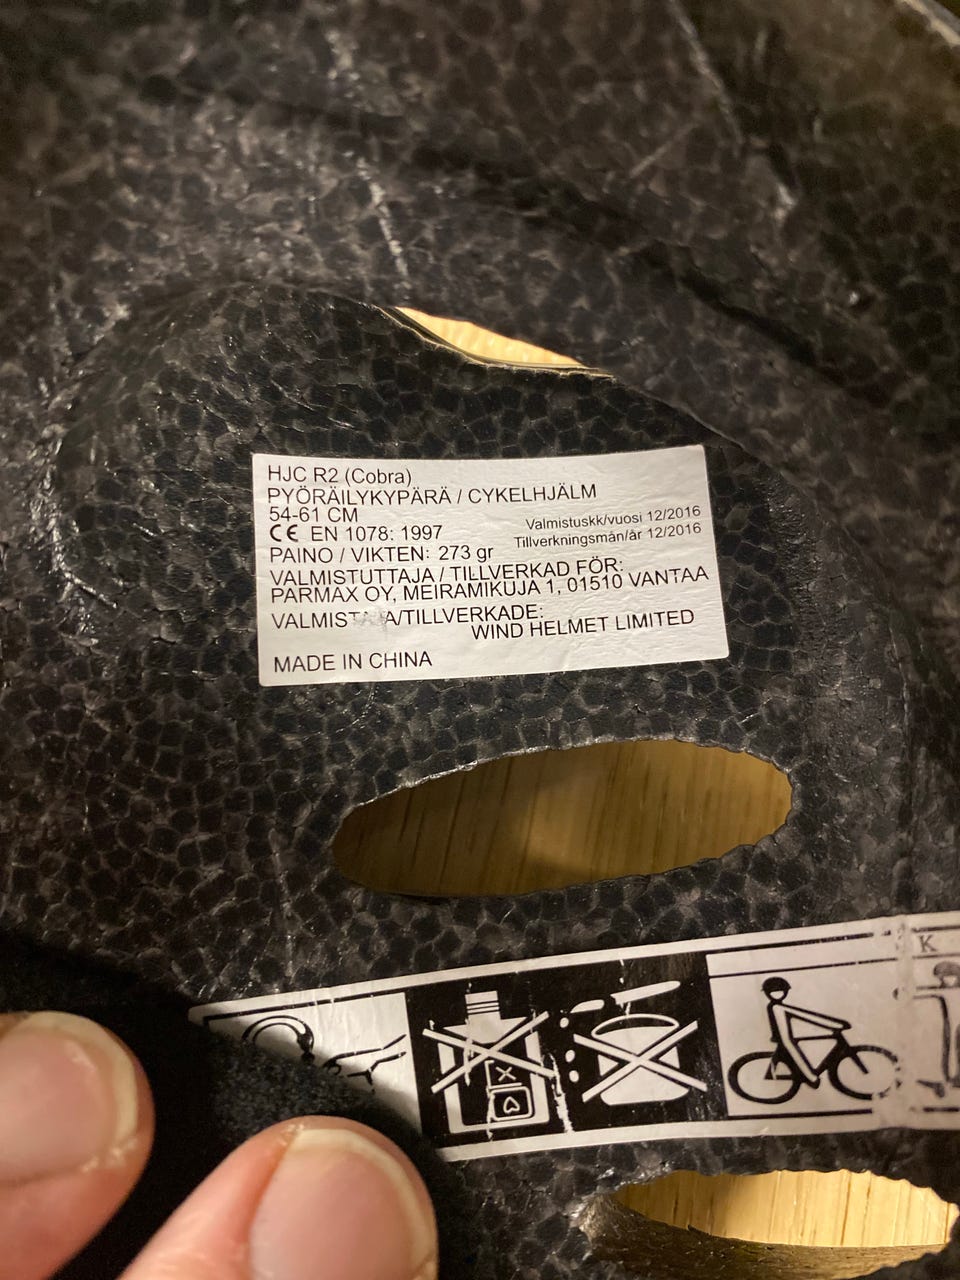 HJC R2 (Cobra)
PYÖRÄILYKYPÄRÄ / CYKELHJÄLM
54-61 CM
CE EN 1078: 1997
Valmistuskk/vuosi 12/2016
Tillverkningsmån/år 12/2016
PAINO / VIKTEN: 273 gr
VALMISTUTTAJA / TILLVERKAD FÖR:
PARMAX OY, MEIRAMIKUJA 1, 01510 VANTAA
/TILLVERKADE:
WIND HELMET LIMITED
MADE IN CHINA
K